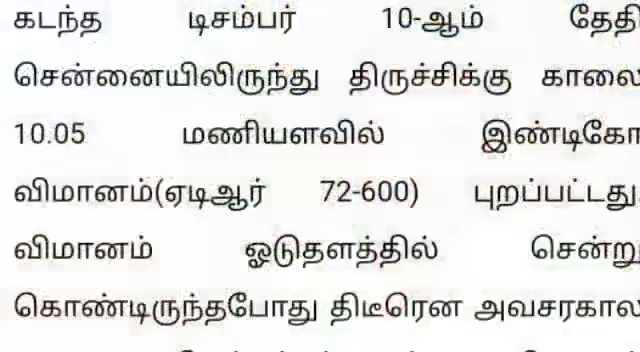 கடந்த டிசம்பர் 10-ஆம் தேதி
சென்னையிலிருந்து திருச்சிக்கு காலை
10.05 மணியளவில் இண்டிகோ
விமானம்(ஏடிஆர் 72-600) புறப்பட்டது.
விமானம் ஓடுதளத்தில் சென்று
கொண்டிருந்தபோது திடீரென அவசரகால